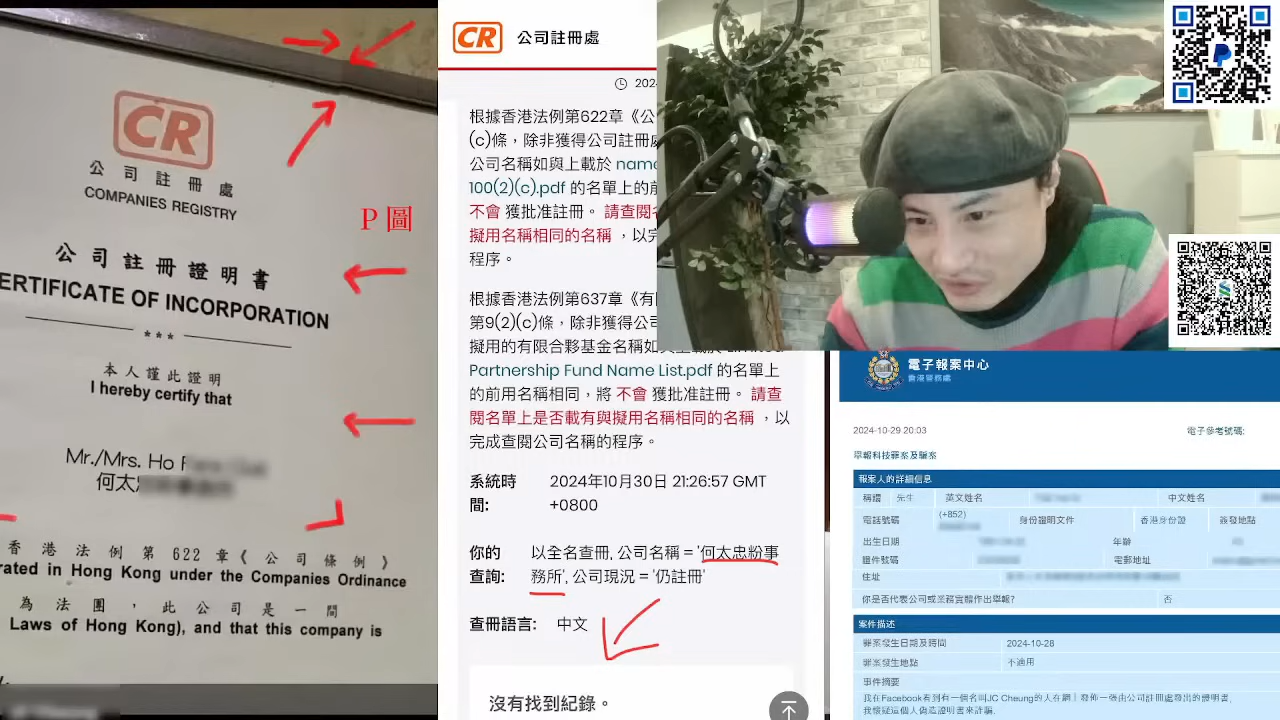 CR
公司註冊處
COMPANIES REGISTRY
P圖
公司註冊證明書
ERTIFICATE OF INCORPORATION
***
本人謹此證明
I hereby certify that
Mr./Mrs. Ho
何太
香港法例第622章《公司條例》
rated in Hong Kong under the Companies Ordinance
為法團，此公司是一間
Laws of Hong Kong), and that this company is
CR 公司註冊處
202
根據香港法例第622章《公
(c)條，除非獲得公司註冊處
公司名稱如與上載於 name
100(2)(c).pdf 的名單上的前
不會 獲批准註冊。 請查閱名
擬用名稱相同的名稱 ，以完
程序。
根據香港法例第637章《有
第9(2)(c)條，除非獲得公司
擬用的有限合夥基金名稱如
Partnership Fund Name List.pdf 的名單上
的前用名稱相同，將 不會 獲批准註冊。 請查
閱名單上是否載有與擬用名稱相同的名稱 ，以
完成查閱公司名稱的程序。
系統時間: 2024年10月30日 21:26:57 GMT
+0800
你的查詢: 以全名查冊, 公司名稱 = '何太忠紛事
務所', 公司現況 = '仍註冊'
查冊語言: 中文
沒有找到紀錄。
電子報案中心
香港警務處
2024-10-29 20:03 電子參考號碼:
舉報科技罪案及騙案
報案人的詳細信息
稱謂 先生 英文姓名 中文姓名
電話號碼 (+852) 身份證明文件 香港身份證 簽發地點
出生日期 年齡
證件號碼 電郵地址
住址
你是否代表公司或業務實體作出舉報? 否
案件描述
罪案發生日期及時間 2024-10-28
罪案發生地點 不適用
事件摘要
我在Facebook看到有一個名叫JC Cheung的人在網上發佈一張由公司註冊處發出的證明書,
我懷疑這個人偽造證明書來詐騙,